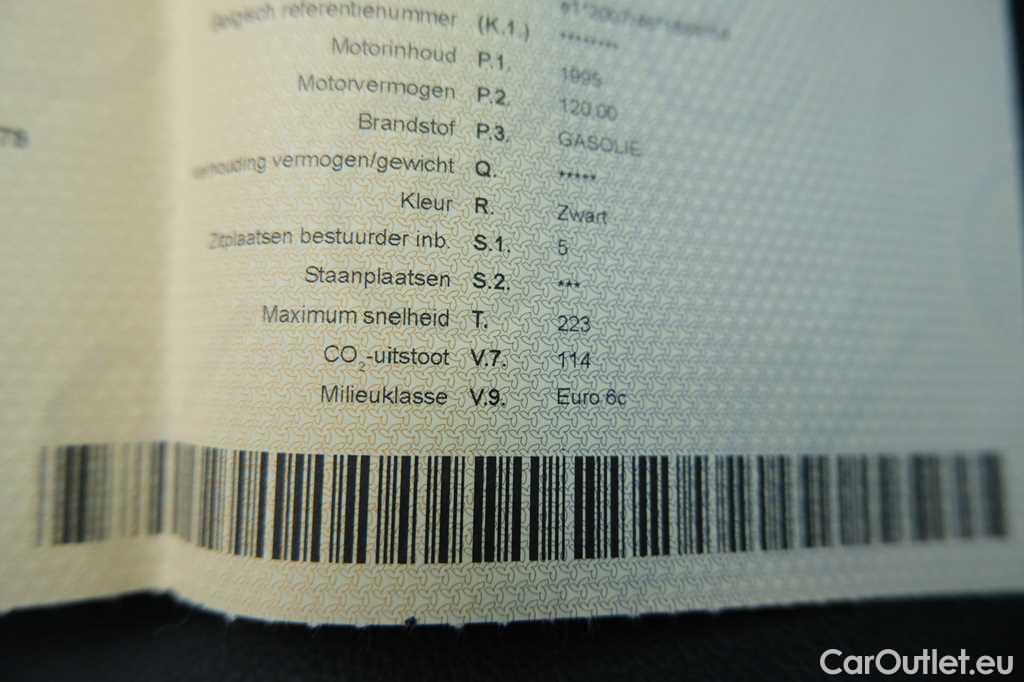 referentienummer (K.1.) ********
Motorinhoud P.1. 1995
Motorvermogen P.2. 120.00
Brandstof P.3. GASOLIE
vermogen/gewicht Q. *****
Kleur R. Zwart
Zitplaatsen bestuurder inb. S.1. 5
Staanplaatsen S.2. ***
Maximum snelheid T. 223
CO2-uitstoot V.7. 114
Milieuklasse V.9. Euro 6c
CarOutlet.eu